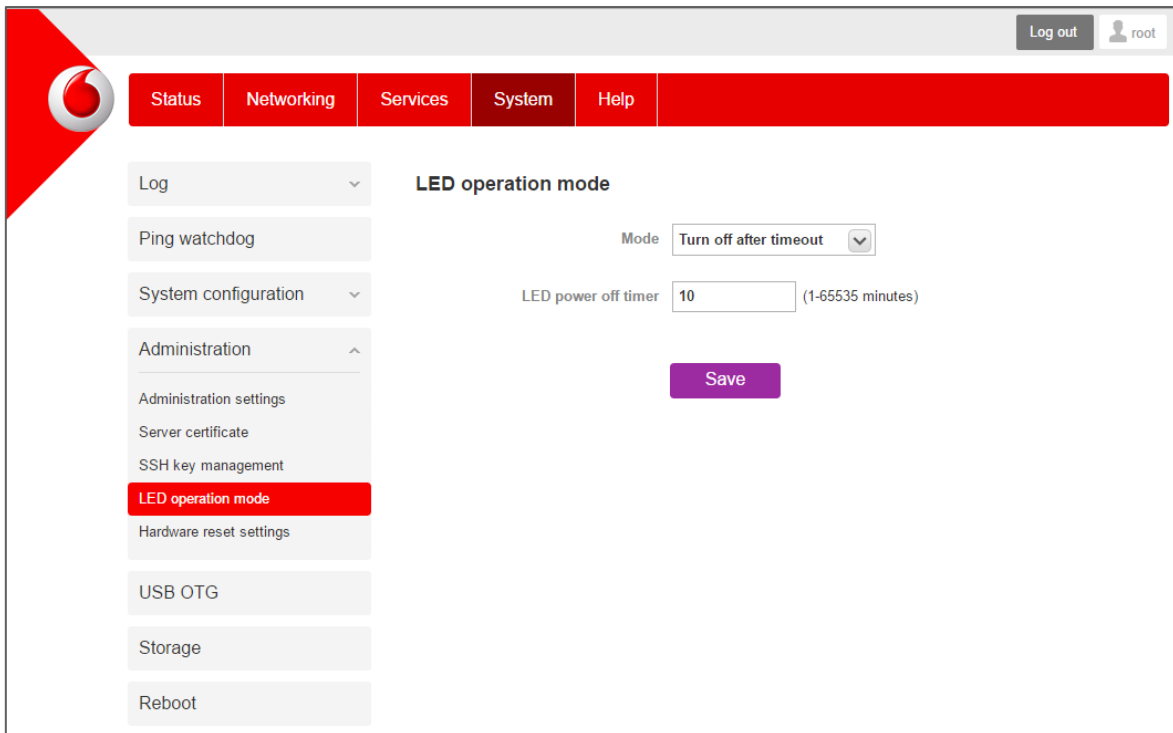 Log out root
Status Networking Services System Help
Log
Ping watchdog
System configuration
Administration
Administration settings
Server certificate
SSH key management
LED operation mode
Hardware reset settings
USB OTG
Storage
Reboot
LED operation mode
Mode Turn off after timeout
LED power off timer 10 (1-65535 minutes)
Save